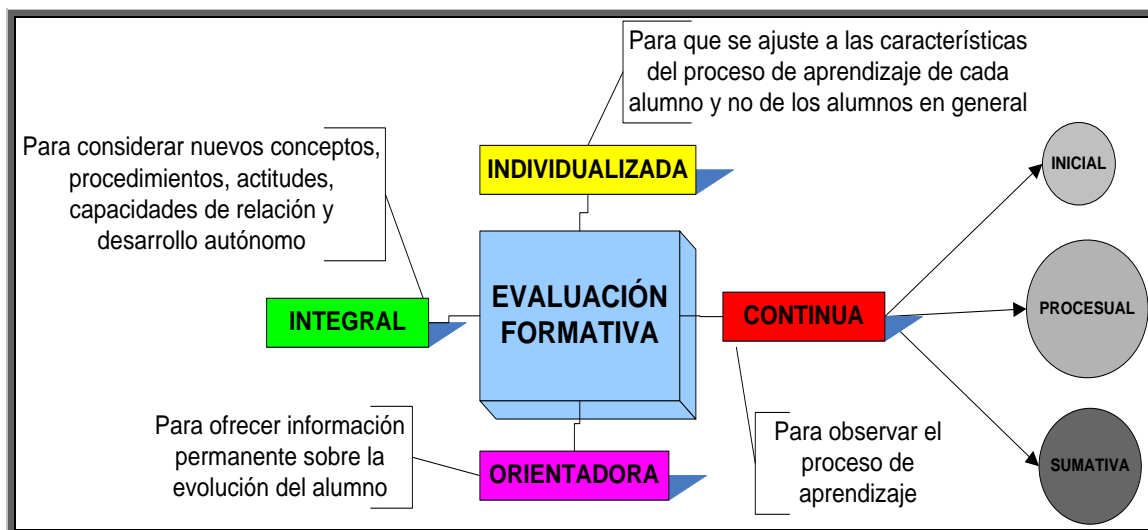 Para que se ajuste a las características
del proceso de aprendizaje de cada
alumno y no de los alumnos en general
Para considerar nuevos conceptos,
procedimientos, actitudes,
capacidades de relación y
desarrollo autónomo
INDIVIDUALIZADA
INICIAL
EVALUACIÓN
FORMATIVA
INTEGRAL
CONTINUA
PROCESUAL
Para ofrecer información
permanente sobre la
evolución del alumno
ORIENTADORA
Para observar el
proceso de
aprendizaje
SUMATIVA